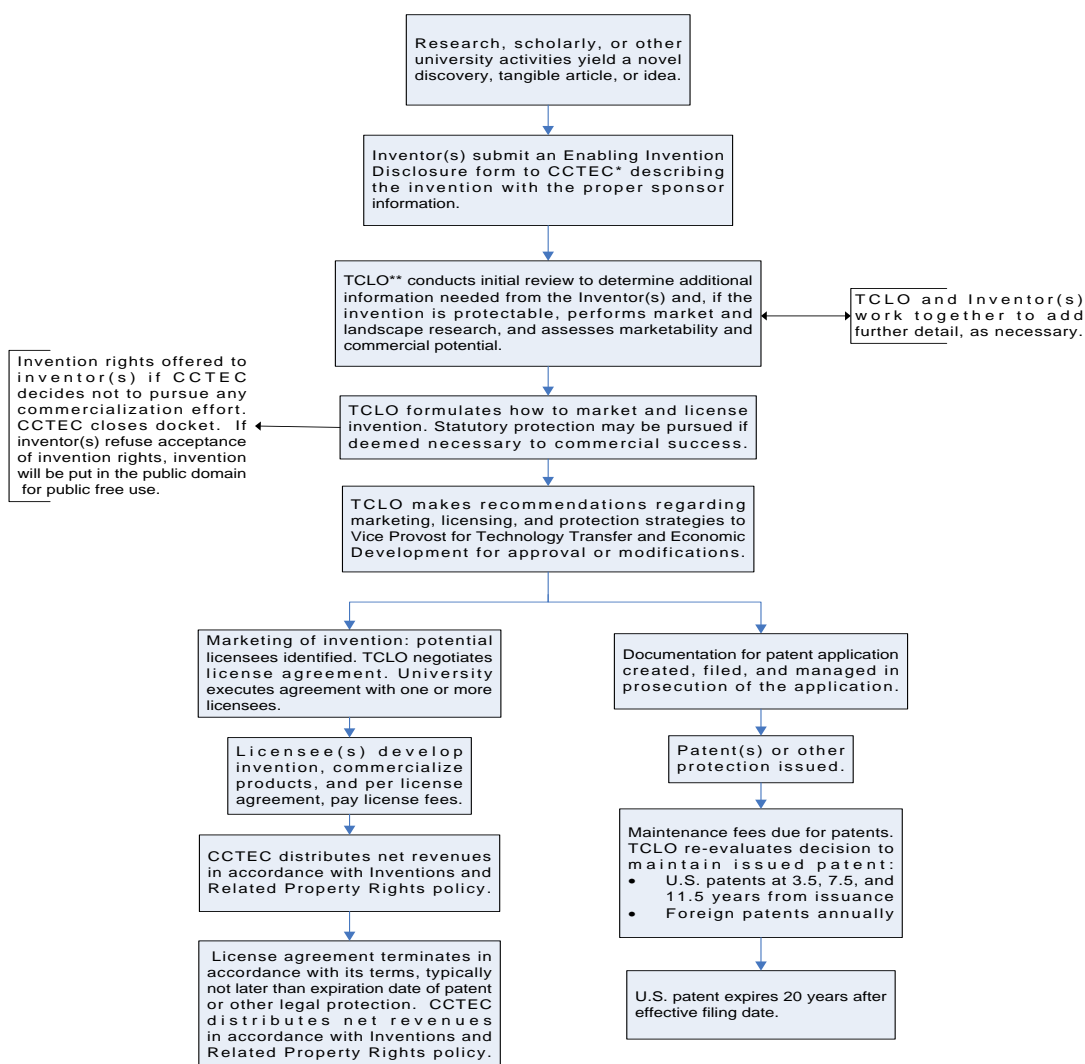 Research, scholarly, or other
university activities yield a novel
discovery, tangible article, or idea.
Inventor(s) submit an Enabling Invention
Disclosure form to CCTEC* describing
the invention with the proper sponsor
information.
TCLO** conducts initial review to determine additional
information needed from the Inventor(s) and, if the
invention is protectable, performs market and
landscape research, and assesses marketability and
commercial potential.
TCLO and Inventor(s)
work together to add
further detail, as necessary.
Invention rights offered to
inventor(s) if CCTEC
decides not to pursue any
commercialization effort.
CCTEC closes docket. If
inventor(s) refuse acceptance
of invention rights, invention
will be put in the public domain
for public free use.
TCLO formulates how to market and license
invention. Statutory protection may be pursued if
deemed necessary to commercial success.
TCLO makes recommendations regarding
marketing, licensing, and protection strategies to
Vice Provost for Technology Transfer and Economic
Development for approval or modifications.
Marketing of invention: potential
licensees identified. TCLO negotiates
license agreement. University
executes agreement with one or more
licensees.
Licensee(s) develop
invention, commercialize
products, and per license
agreement, pay license fees.
CCTEC distributes net revenues
in accordance with Inventions and
Related Property Rights policy.
License agreement terminates in
accordance with its terms, typically
not later than expiration date of patent
or other legal protection. CCTEC
distributes net revenues
in accordance with Inventions and
Related Property Rights policy.
Documentation for patent application
created, filed, and managed in
prosecution of the application.
Patent(s) or other
protection issued.
Maintenance fees due for patents.
TCLO re-evaluates decision to
maintain issued patent:
• U.S. patents at 3.5, 7.5, and
11.5 years from issuance
• Foreign patents annually
U.S. patent expires 20 years after
effective filing date.